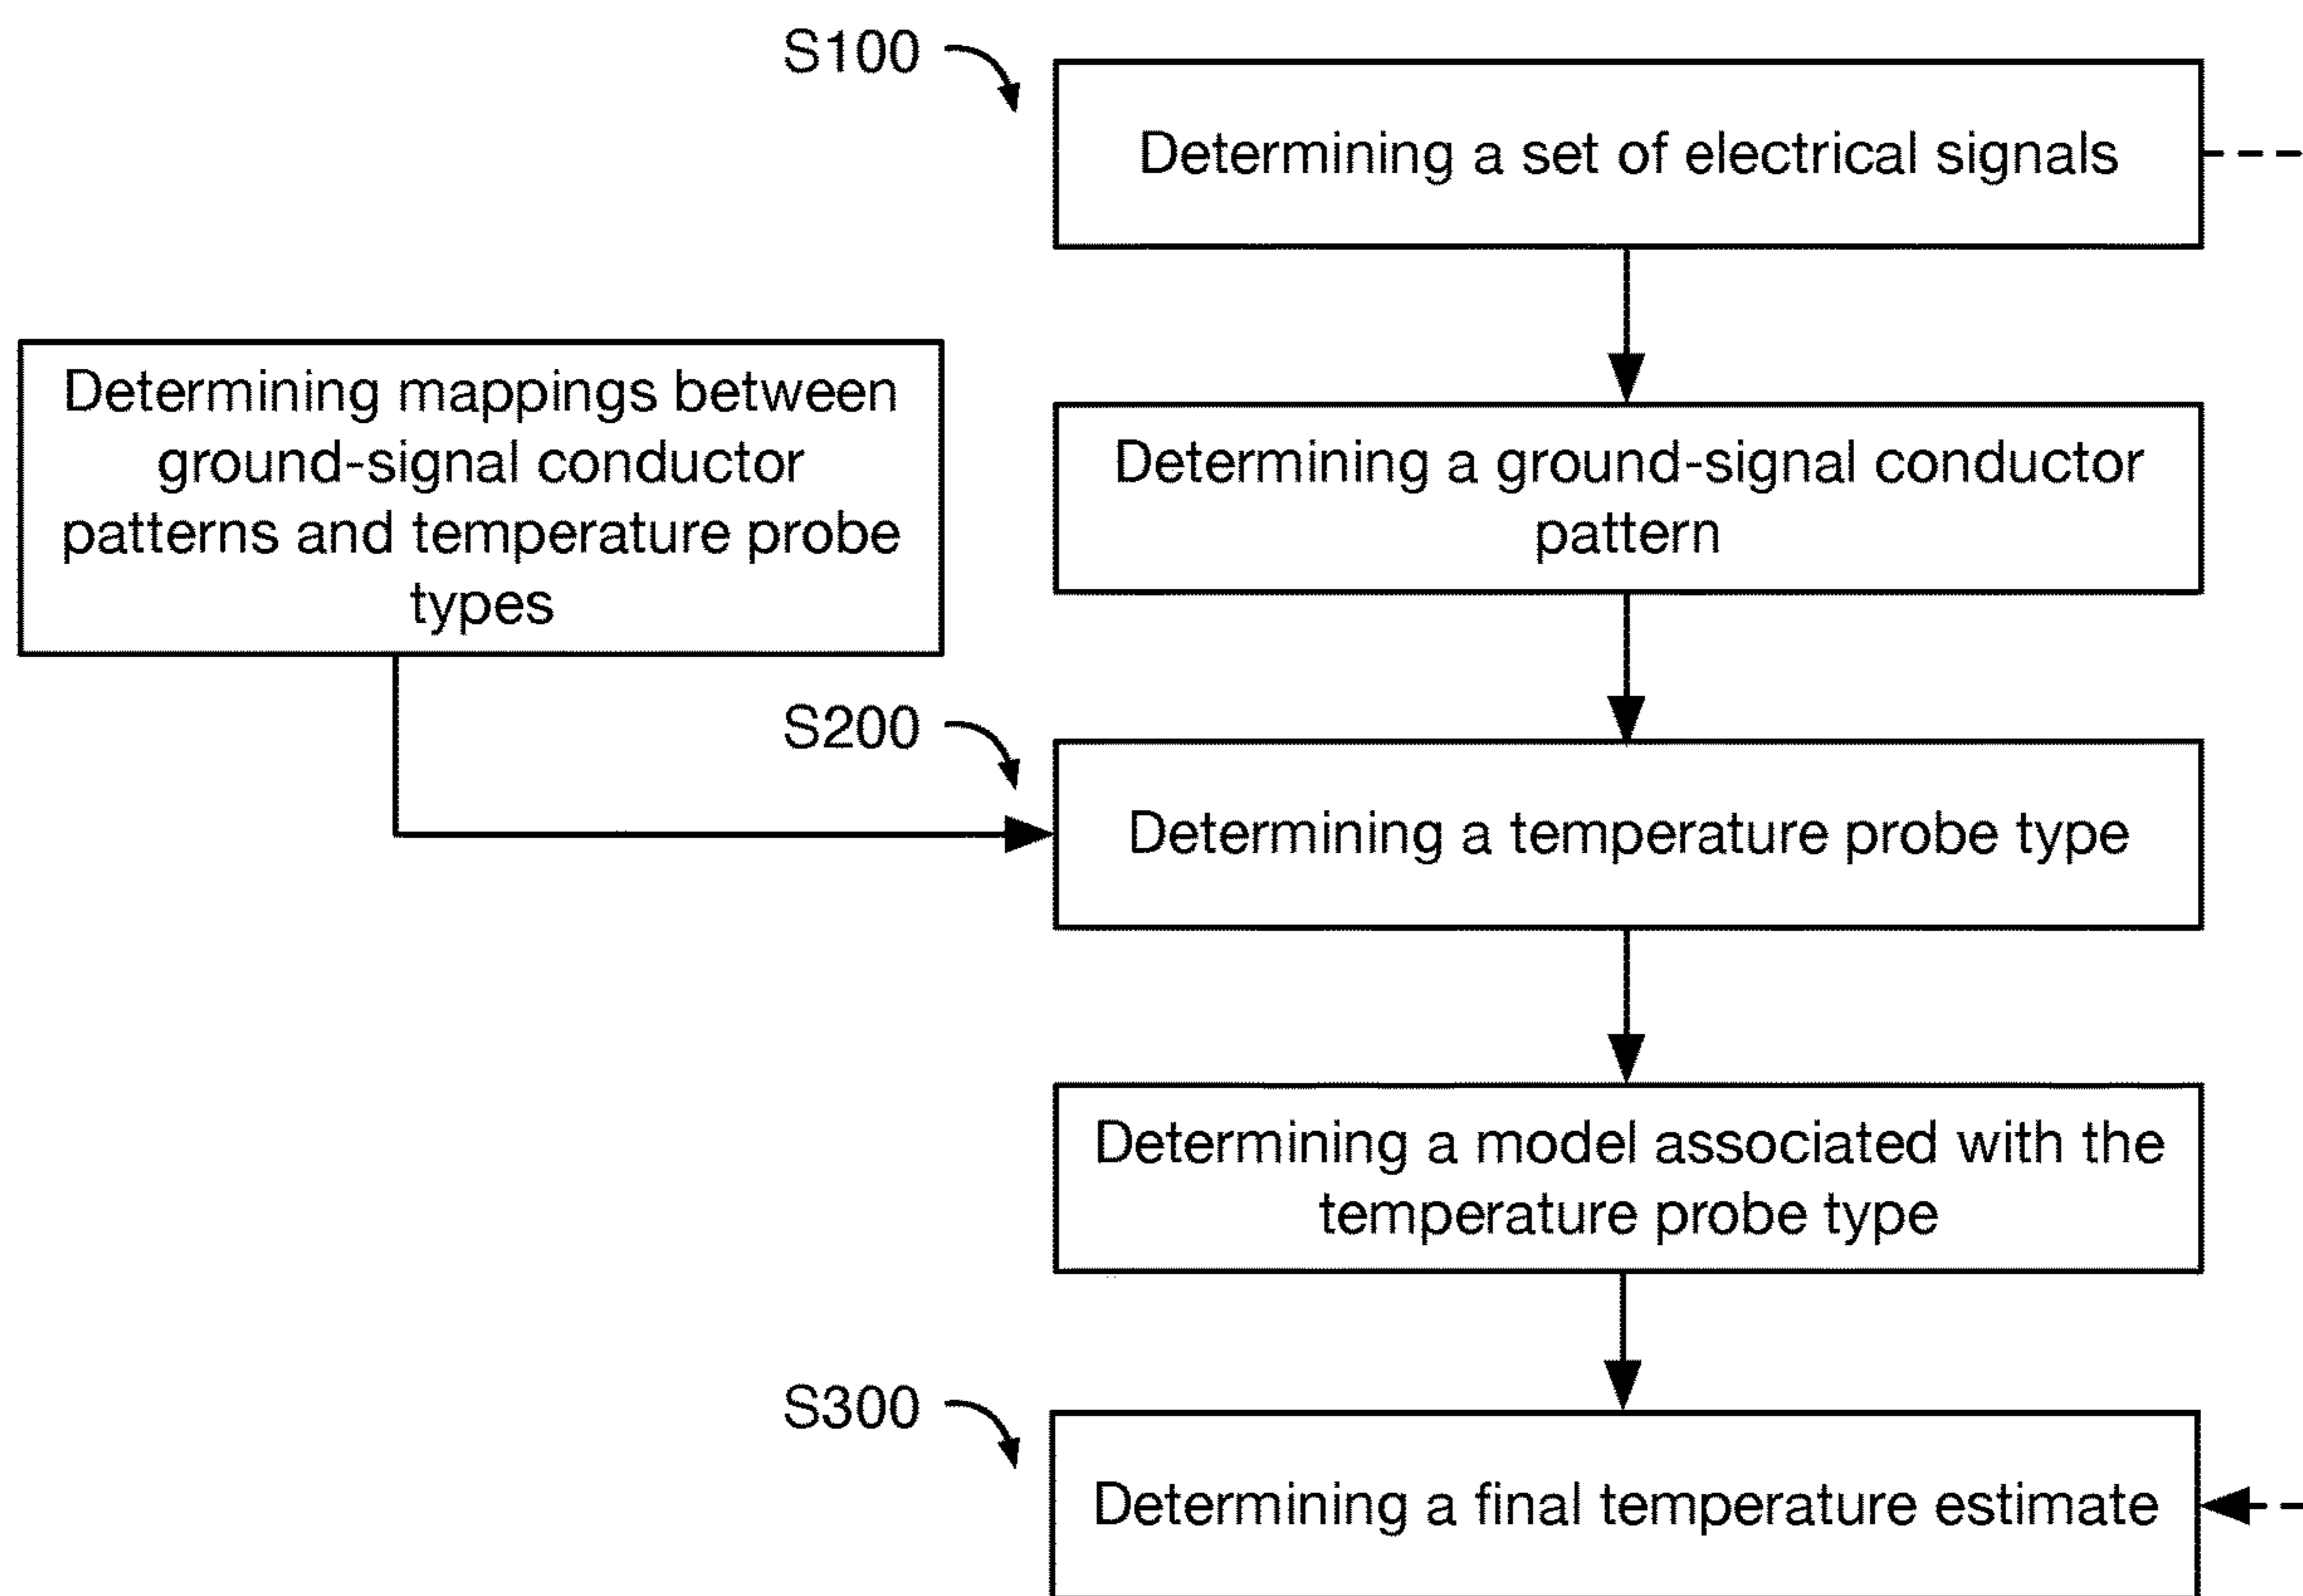 S100
Determining a set of electrical signals
Determining mappings between
ground-signal conductor
patterns and temperature probe
types
Determining a ground-signal conductor
pattern
S200
Determining a temperature probe type
Determining a model associated with the
temperature probe type
S300
Determining a final temperature estimate